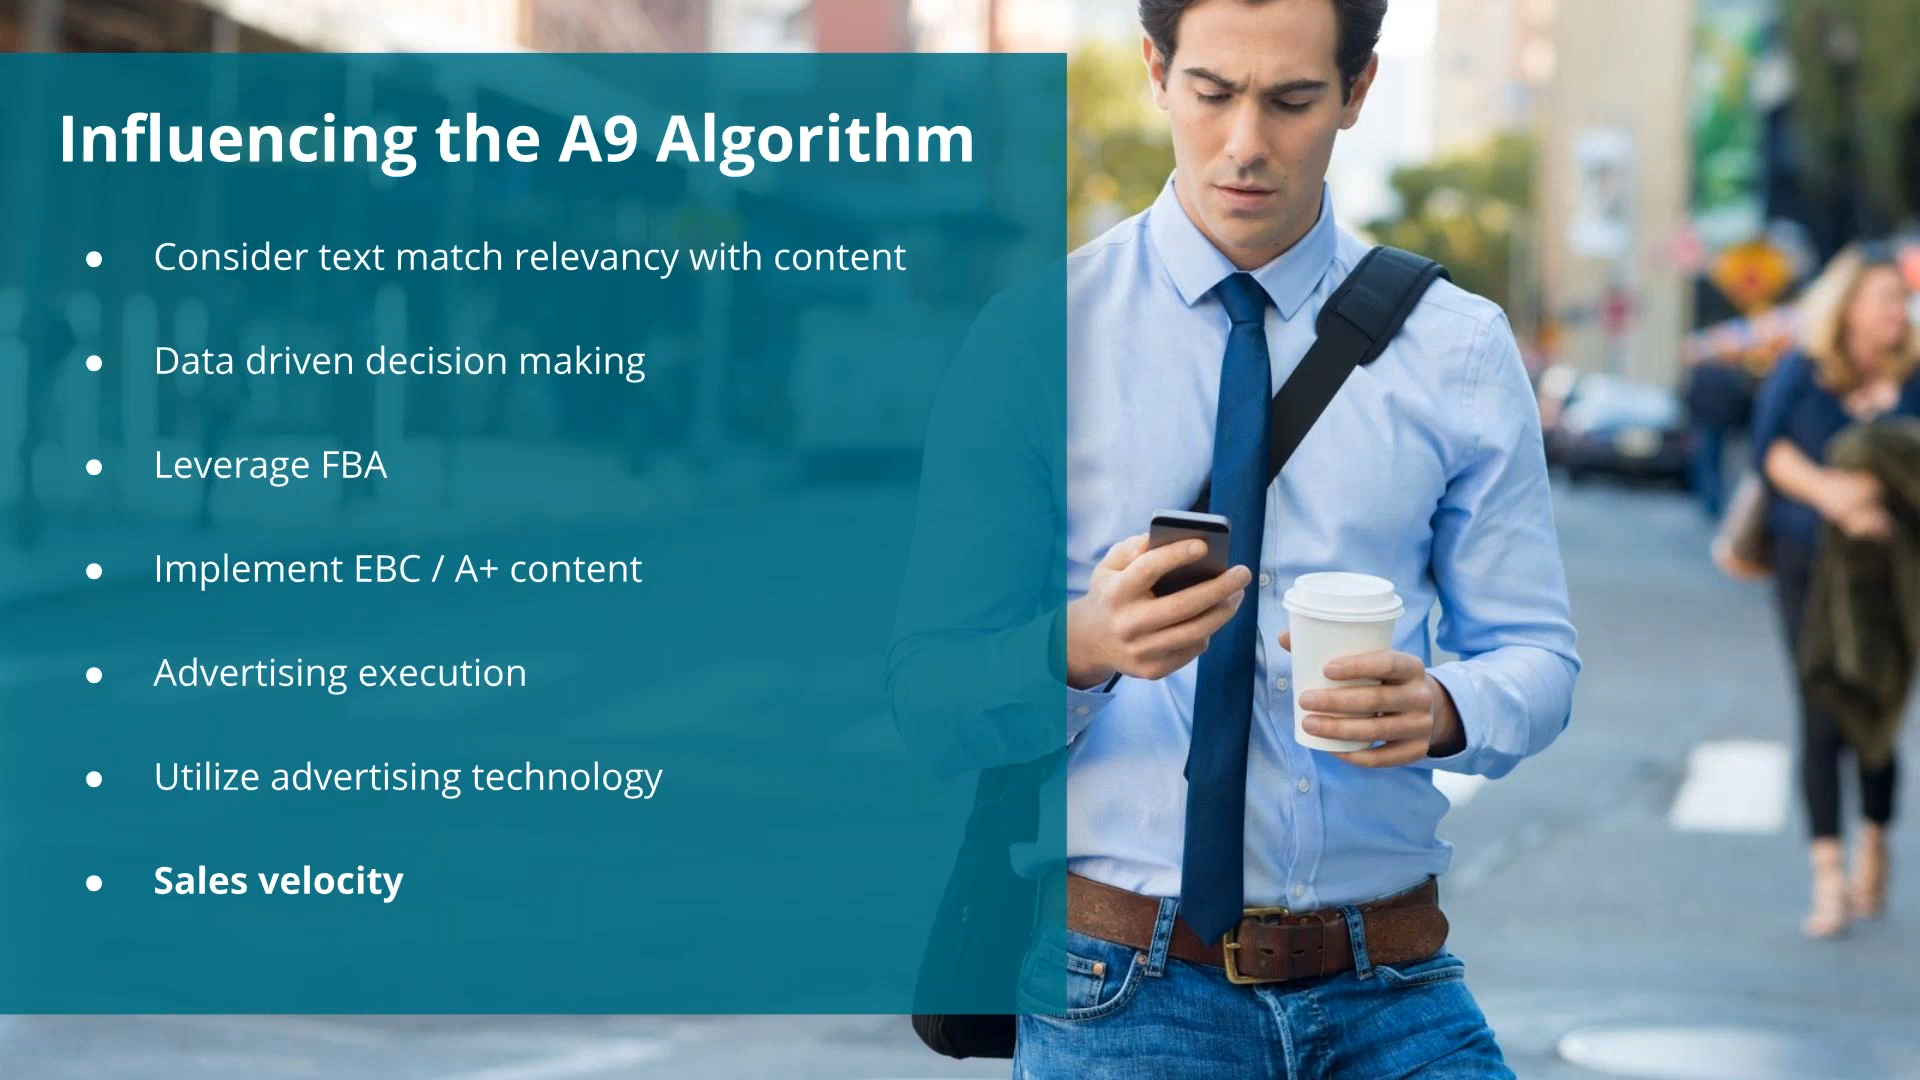 Influencing the A9 Algorithm
● Consider text match relevancy with content
● Data driven decision making
● Leverage FBA
● Implement EBC / A+ content
● Advertising execution
● Utilize advertising technology
● Sales velocity